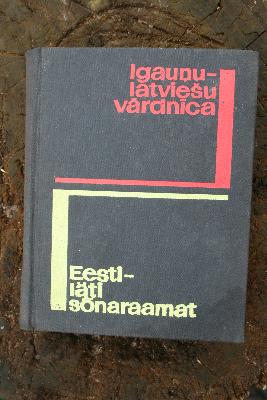 Igauņu-
latviešu
vārdnīca
Eesti-
läti
sõnaraamat